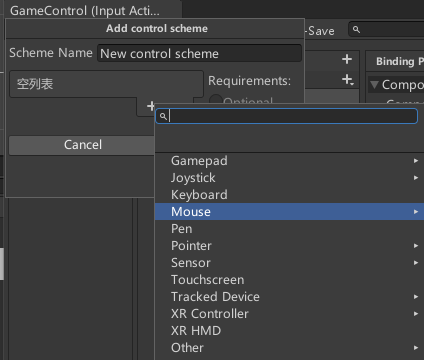 GameControl (Input Acti...
Add control scheme
-Save
Scheme Name New control scheme
Binding P
空列表
Requirements:
Compo
Optional
Cancel
Gamepad
Joystick
Keyboard
Mouse
Pen
Pointer
Sensor
Touchscreen
Tracked Device
XR Controller
XR HMD
Other